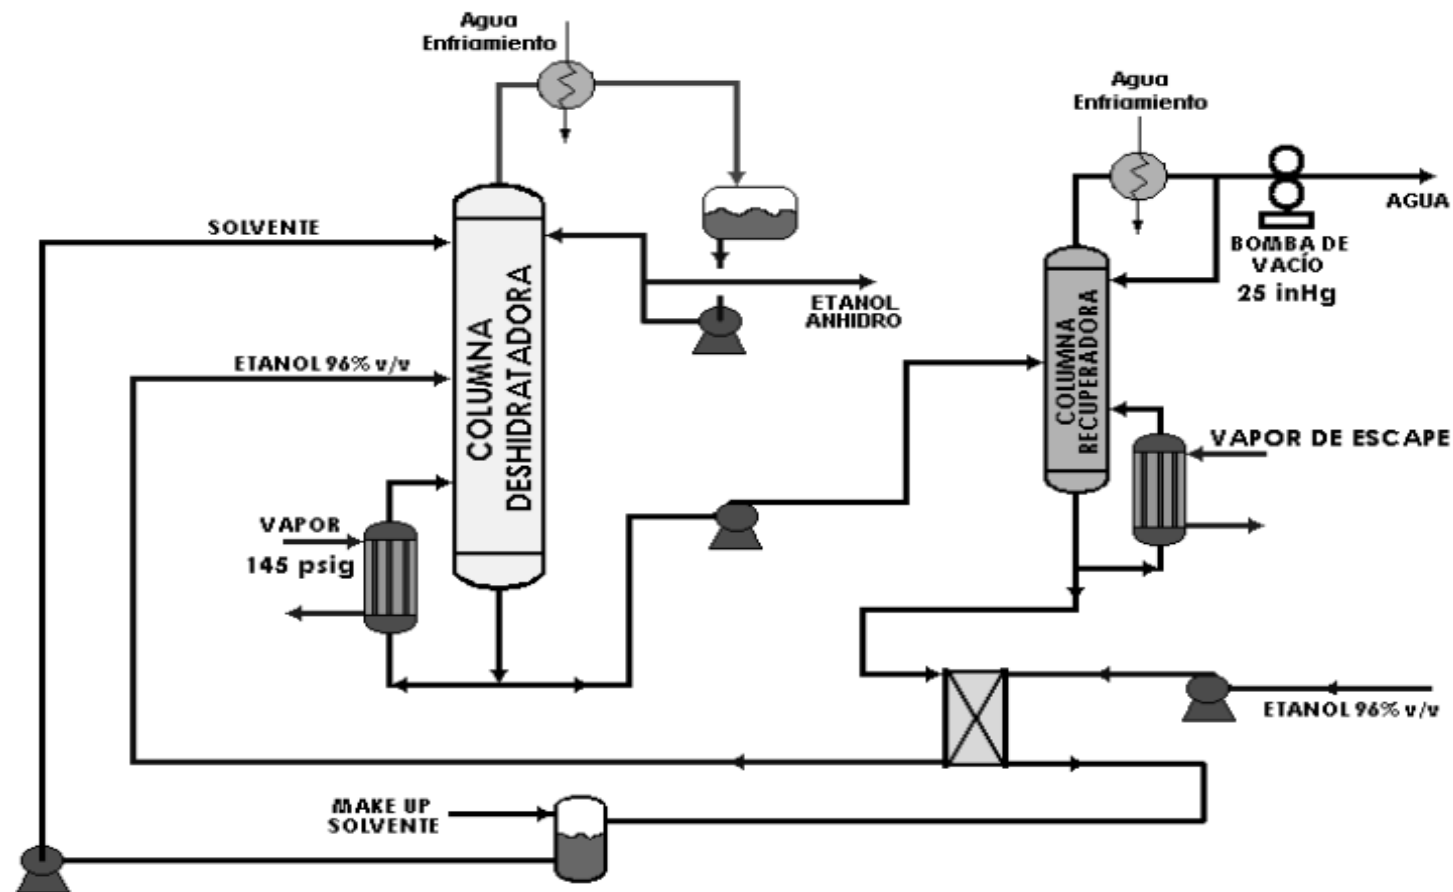 Agua
Enfriamiento
Agua
Enfriamiento
SOLVENTE
AGUA
BOMBA DE
VACÍO
25 inHg
ETANOL
ANHIDRO
COLUMNA
DESHIDRATADORA
ETANOL 96% v/v
COLUMNA
RECUPERADORA
VAPOR DE ESCAPE
VAPOR
145 psig
ETANOL 96% v/v
MAKE UP
SOLVENTE